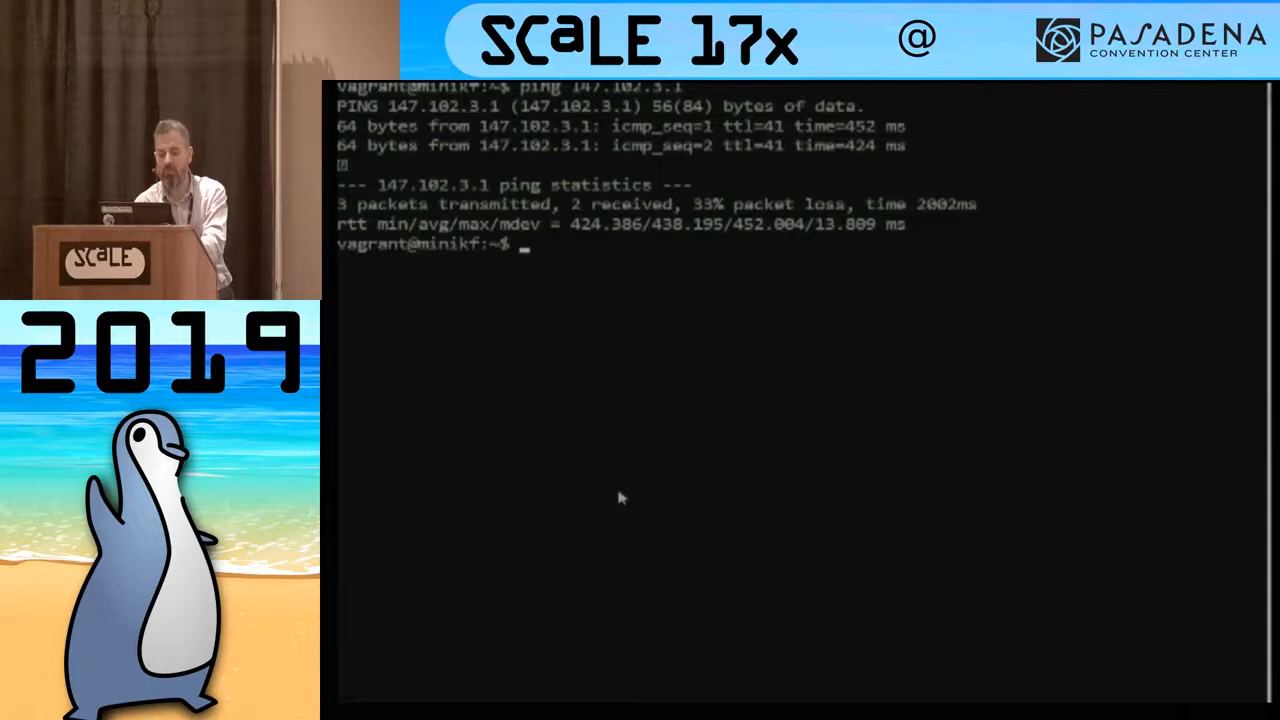 SCaLE 17x
@
PASADENA
CONVENTION CENTER
vagrant@minikf:~$ ping 147.102.3.1
PING 147.102.3.1 (147.102.3.1) 56(84) bytes of data.
64 bytes from 147.102.3.1: icmp_seq=1 ttl=41 time=452 ms
64 bytes from 147.102.3.1: icmp_seq=2 ttl=41 time=424 ms
--- 147.102.3.1 ping statistics ---
3 packets transmitted, 2 received, 33% packet loss, time 2002ms
rtt min/avg/max/mdev = 424.386/438.195/452.004/13.809 ms
vagrant@minikf:~$ _
SCaLE
2019